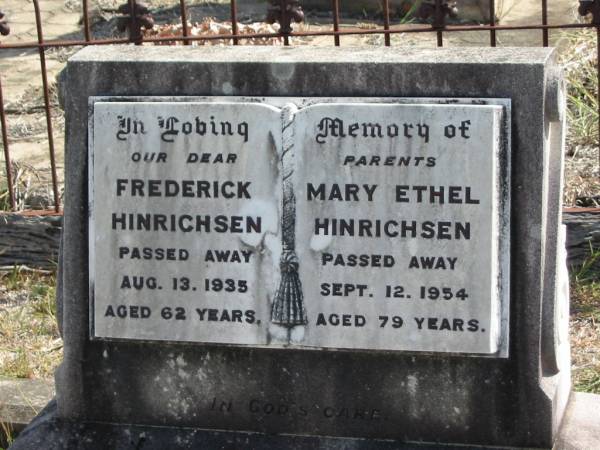 In Loving Memory of
OUR DEAR PARENTS
FREDERICK
HINRICHSEN
PASSED AWAY
AUG. 13. 1935
AGED 62 YEARS.
MARY ETHEL
HINRICHSEN
PASSED AWAY
SEPT. 12. 1954
AGED 79 YEARS.
IN GOD'S CARE.